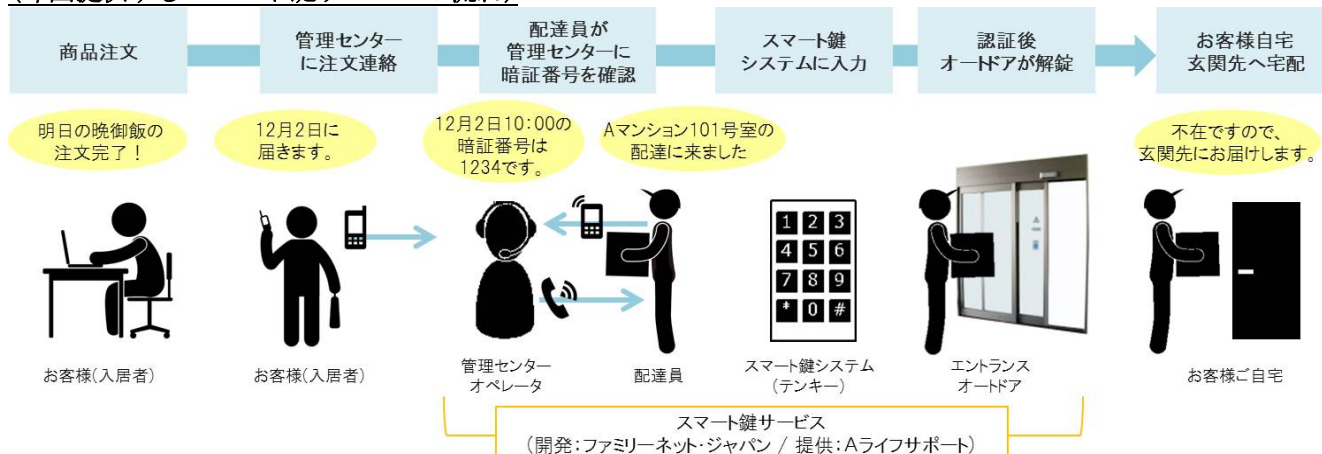 商品注文
管理センター
に注文連絡
配達員が
管理センターに
暗証番号を確認
スマート鍵
システムに入力
認証後
オートドアが解錠
お客様自宅
玄関先へ宅配
明日の晩御飯の
注文完了!
12月2日に
届きます。
12月2日10:00の
暗証番号は
1234です。
Aマンション101号室の
配達に来ました
不在ですので、
玄関先にお届けします。
1 2 3
4 5 6
7 8 9
* 0 #
お客様(入居者)
お客様(入居者)
管理センター
オペレータ
配達員
スマート鍵システム
(テンキー)
エントランス
オートドア
お客様ご自宅
スマート鍵サービス
(開発:ファミリーネット・ジャパン / 提供:Aライフサポート)